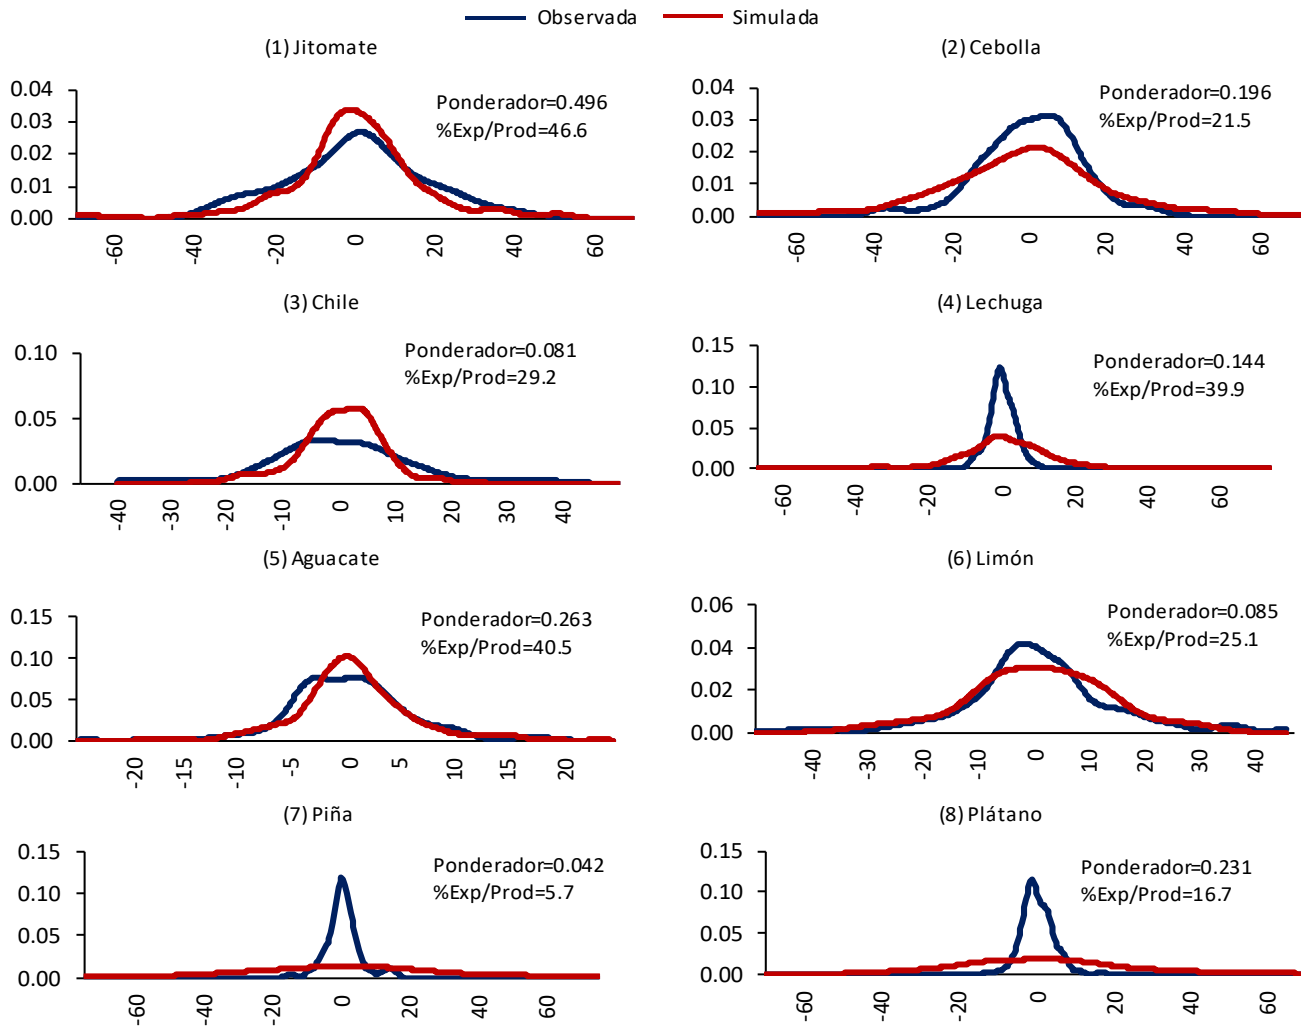 Observada Simulada
(1) Jitomate
0.04
0.03
0.02
0.01
0.00
Ponderador=0.496
%Exp/Prod=46.6
-60 -40 -20 0 20 40 60
(2) Cebolla
0.04
0.03
0.02
0.01
0.00
Ponderador=0.196
%Exp/Prod=21.5
-60 -40 -20 0 20 40 60
(3) Chile
0.10
0.05
0.00
Ponderador=0.081
%Exp/Prod=29.2
-40 -30 -20 -10 0 10 20 30 40
(4) Lechuga
0.15
0.10
0.05
0.00
Ponderador=0.144
%Exp/Prod=39.9
-60 -40 -20 0 20 40 60
(5) Aguacate
0.15
0.10
0.05
0.00
Ponderador=0.263
%Exp/Prod=40.5
-20 -15 -10 -5 0 5 10 15 20
(6) Limón
0.06
0.04
0.02
0.00
Ponderador=0.085
%Exp/Prod=25.1
-40 -30 -20 -10 0 10 20 30 40
(7) Piña
0.15
0.10
0.05
0.00
Ponderador=0.042
%Exp/Prod=5.7
-60 -40 -20 0 20 40 60
(8) Plátano
0.15
0.10
0.05
0.00
Ponderador=0.231
%Exp/Prod=16.7
-60 -40 -20 0 20 40 60